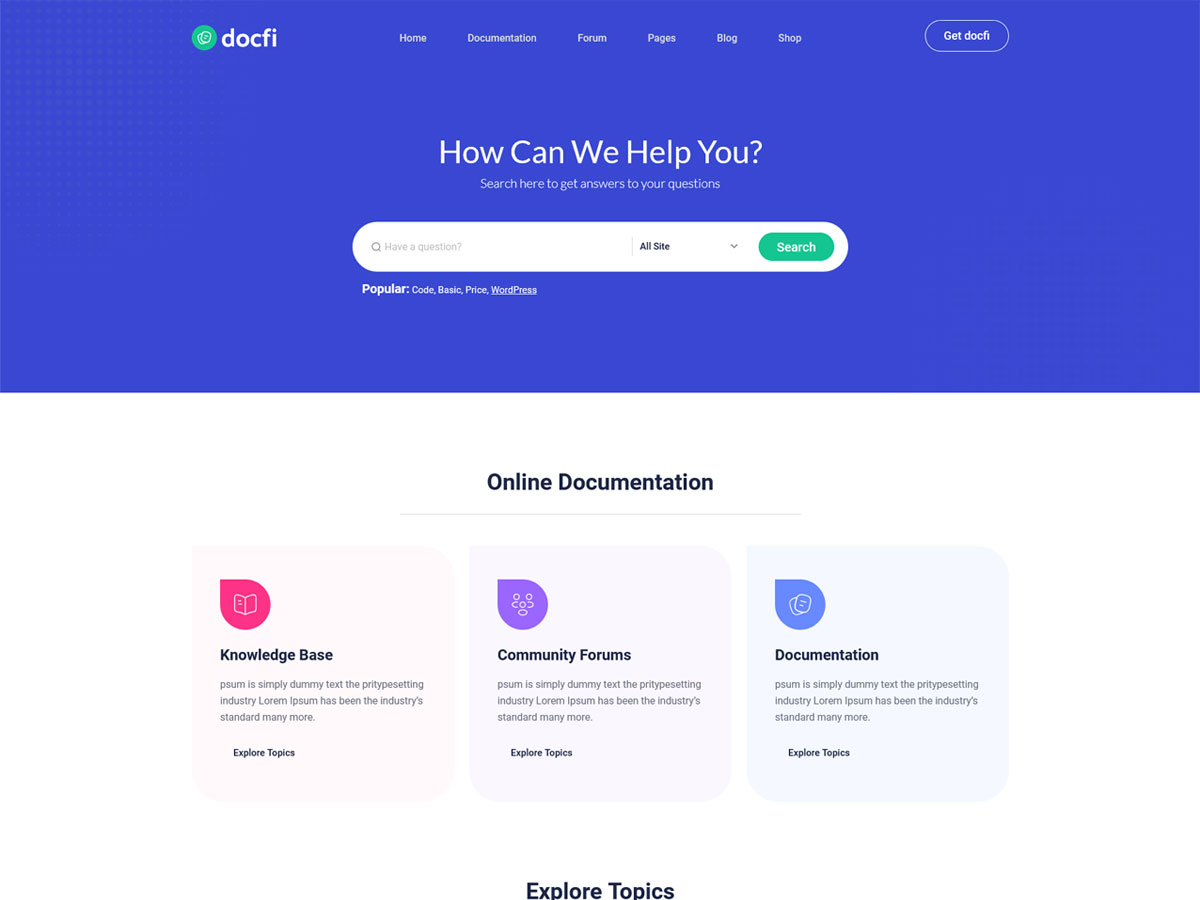 docfi
Home Documentation Forum Pages Blog Shop
Get docfi
How Can We Help You?
Search here to get answers to your questions
Have a question?
All Site
Search
Popular: Code, Basic, Price, WordPress
Online Documentation
Knowledge Base
psum is simply dummy text the pritypesetting
industry Lorem Ipsum has been the industry's
standard many more.
Explore Topics
Community Forums
psum is simply dummy text the pritypesetting
industry Lorem Ipsum has been the industry's
standard many more.
Explore Topics
Documentation
psum is simply dummy text the pritypesetting
industry Lorem Ipsum has been the industry's
standard many more.
Explore Topics
Explore Topics